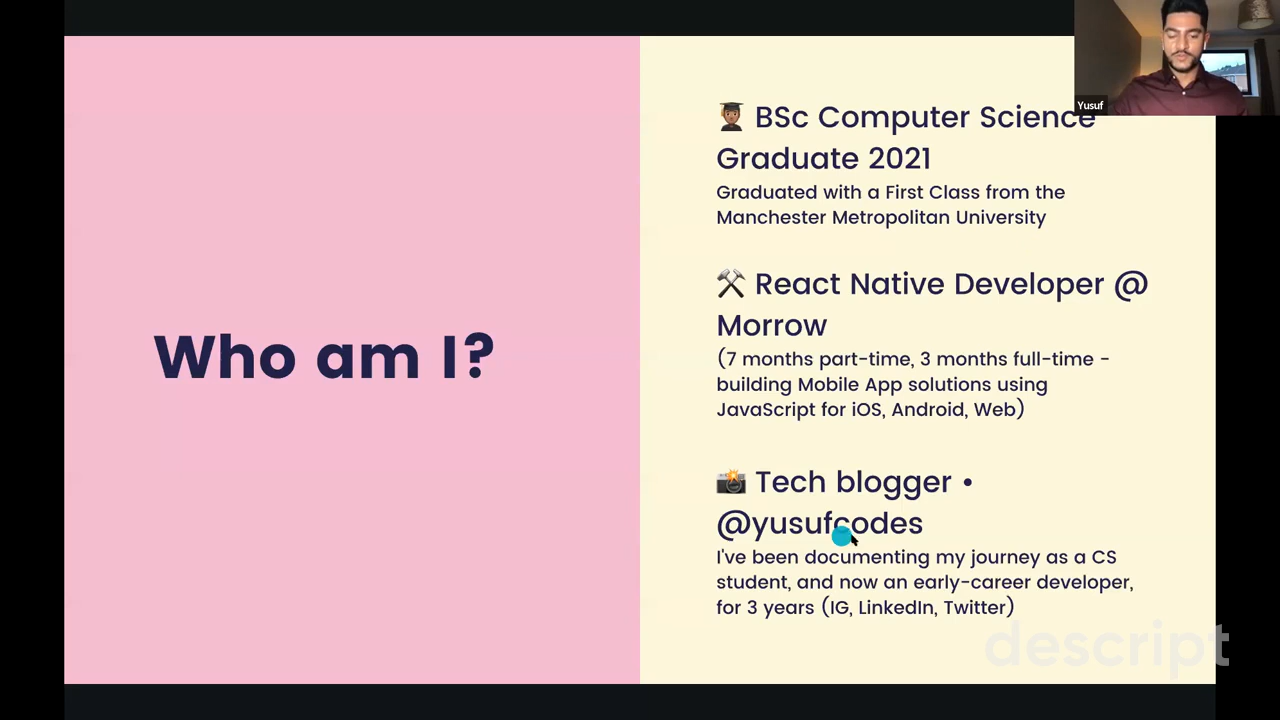 Who am I?
BSc Computer Science
Graduate 2021
Graduated with a First Class from the
Manchester Metropolitan University
React Native Developer @
Morrow
(7 months part-time, 3 months full-time -
building Mobile App solutions using
JavaScript for iOS, Android, Web)
Tech blogger •
@yusufcodes
I've been documenting my journey as a CS
student, and now an early-career developer,
for 3 years (IG, LinkedIn, Twitter)
Yusuf
descript